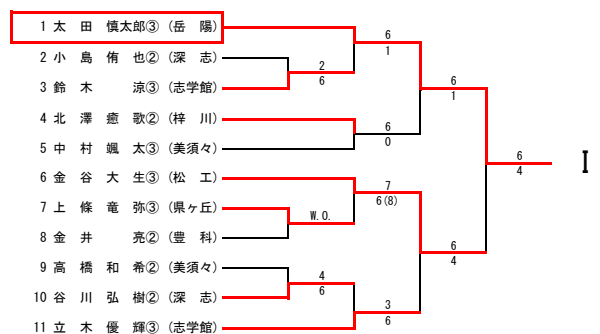 1 太 田 慎太郎③ (岳 陽)
2 小 島 侑 也② (深 志)
3 鈴 木 涼③ (志学館)
4 北 澤 癒 歌② (梓 川)
5 中 村 颯 太③ (美須々)
6 金 谷 大 生③ (松 工)
7 上 條 竜 弥③ (県ヶ丘)
8 金 井 亮② (豊 科)
9 高 橋 和 希② (美須々)
10 谷 川 弘 樹② (深 志)
11 立 木 優 輝③ (志学館)
2
6
W.O.
4
6
6
1
6
0
7
6(8)
3
6
6
1
6
4
6
4
I